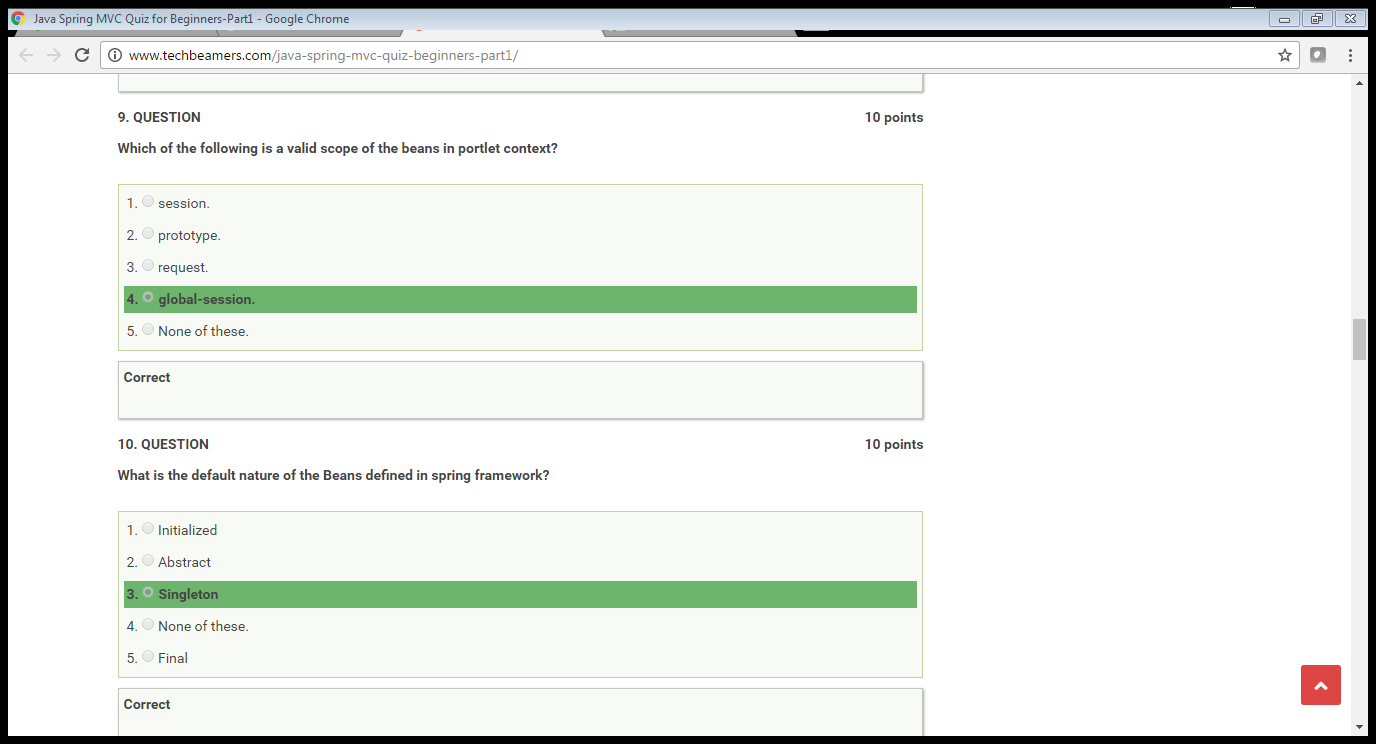 Java Spring MVC Quiz for Beginners-Part1 - Google Chrome
www.techbeamers.com/java-spring-mvc-quiz-beginners-part1/
9. QUESTION 10 points
Which of the following is a valid scope of the beans in portlet context?
1. session.
2. prototype.
3. request.
4. global-session.
5. None of these.
Correct
10. QUESTION 10 points
What is the default nature of the Beans defined in spring framework?
1. Initialized
2. Abstract
3. Singleton
4. None of these.
5. Final
Correct